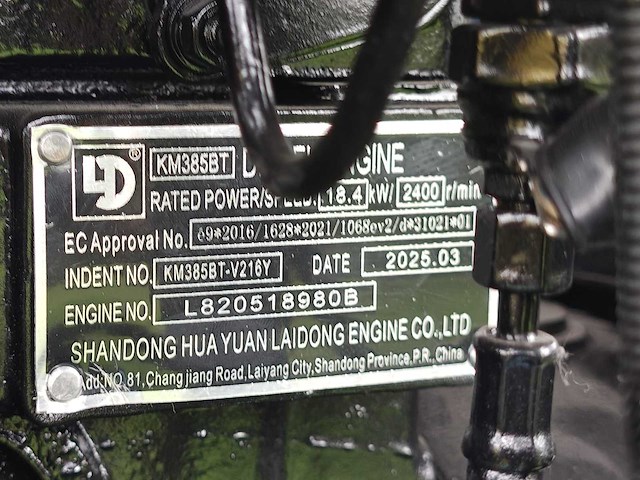 LD ® KM385BT D ENGINE
RATED POWER/SPEED 18.4 kW/ 2400 r/min
EC Approval No. e9*2016/1628*2021/1068ev2/d*31021*01
INDENT NO. KM385BT-V216Y DATE 2025.03
ENGINE NO. L820518980B
SHANDONG HUA YUAN LAIDONG ENGINE CO.,LTD
Add:NO 81,Changjiang Road,Laiyang City,Shandong Province,P.R, China